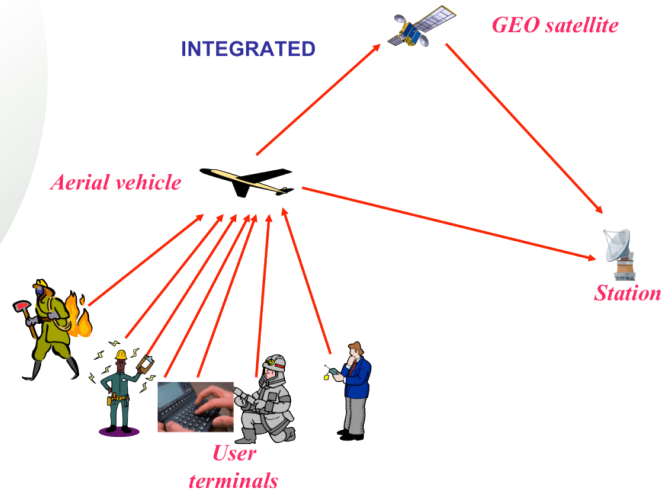 INTEGRATED
GEO satellite
Aerial vehicle
Station
User
terminals